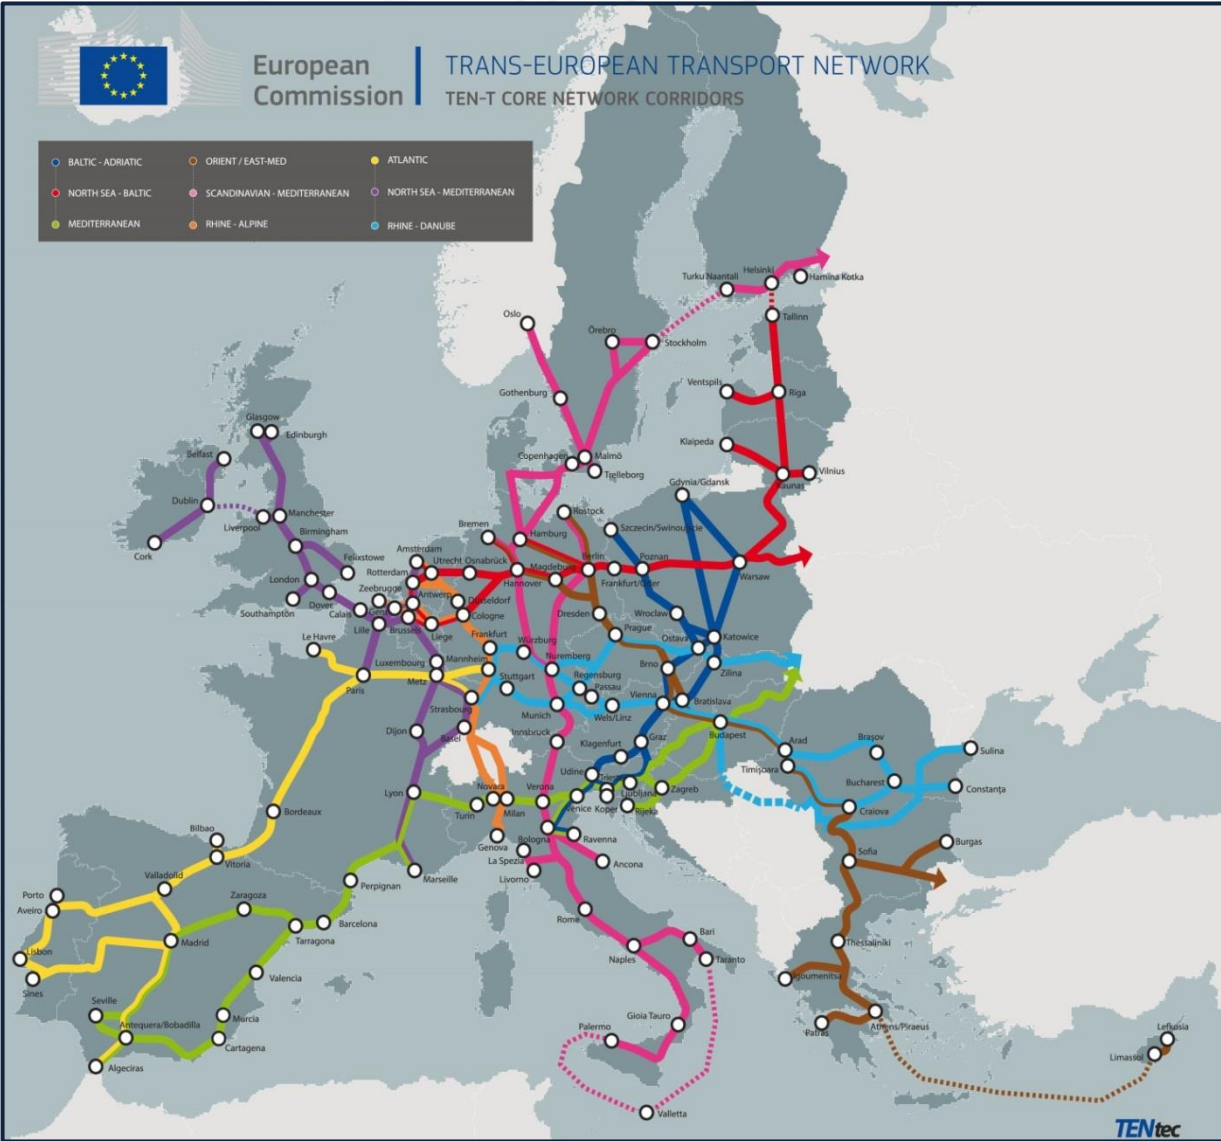 European
Commission
TRANS-EUROPEAN TRANSPORT NETWORK
TEN-T CORE NETWORK CORRIDORS
BALTIC - ADRIATIC
ORIENT / EAST-MED
ATLANTIC
NORTH SEA - BALTIC
SCANDINAVIAN - MEDITERRANEAN
NORTH SEA - MEDITERRANEAN
MEDITERRANEAN
RHINE - ALPINE
RHINE - DANUBE
Helsinki
Turku Naantali
Hamina Kotka
Oslo
Örebro
Stockholm
Tallinn
Gothenburg
Ventspils
Riga
Glasgow
Edinburgh
Klaipeda
Belfast
Copenhagen
Malmö
Trelleborg
Vilnius
Kaunas
Gdynia/Gdansk
Dublin
Liverpool
Manchester
Rostock
Bremen
Hamburg
Szczecin/Swinoujscie
Cork
Birmingham
Felixstowe
Amsterdam
Utrecht
Osnabrück
Magdeburg
Berlin
Poznan
Rotterdam
Hannover
Frankfurt/Oder
Warsaw
London
Zeebrugge
Antwerp
Düsseldorf
Southampton
Dover
Calais
Gent
Cologne
Dresden
Wroclaw
Lille
Brussels
Liege
Prague
Ostava
Katowice
Le Havre
Frankfurt
Würzburg
Luxembourg
Mannheim
Nuremberg
Brno
Zilina
Paris
Metz
Stuttgart
Regensburg
Passau
Vienna
Bratislava
Strasbourg
Munich
Wels/Linz
Dijon
Basel
Innsbruck
Klagenfurt
Graz
Budapest
Arad
Braşov
Sulina
Udine
Timişoara
Bucharest
Constanţa
Lyon
Novara
Verona
Trieste
Ljubljana
Zagreb
Turin
Milan
Venice
Koper
Rijeka
Craiova
Bordeaux
Genova
Bologna
Ravenna
Bilbao
Vitoria
La Spezia
Ancona
Sofia
Burgas
Marseille
Livorno
Valladolid
Perpignan
Porto
Zaragoza
Aveiro
Rome
Barcelona
Madrid
Tarragona
Bari
Thessaliniki
Lisbon
Naples
Taranto
Sines
Valencia
Igoumenitsa
Seville
Murcia
Gioia Tauro
Antequera/Bobadilla
Palermo
Patras
Athens/Piraeus
Lefkosia
Cartagena
Limassol
Algeciras
Valletta
TENtec